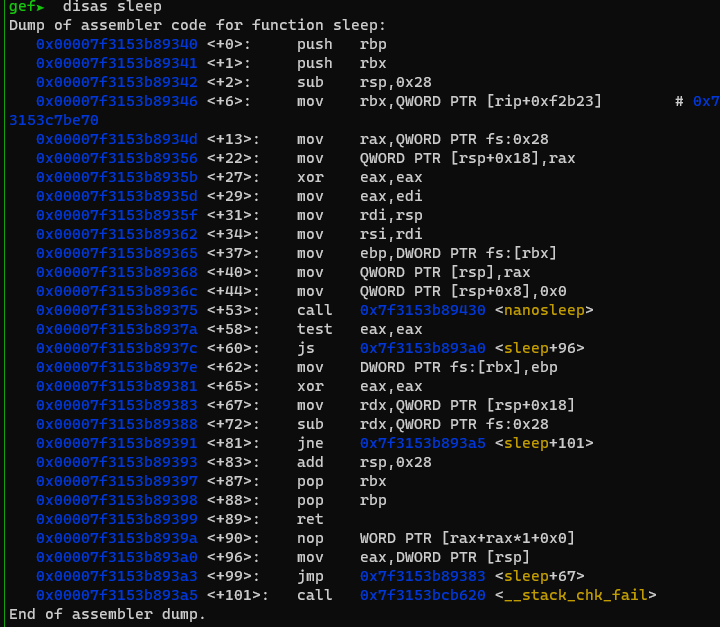 gef➤  disas sleep
Dump of assembler code for function sleep:
   0x00007f3153b89340 <+0>:     push   rbp
   0x00007f3153b89341 <+1>:     push   rbx
   0x00007f3153b89342 <+2>:     sub    rsp,0x28
   0x00007f3153b89346 <+6>:     mov    rbx,QWORD PTR [rip+0xf2b23]        # 0x7
3153c7be70
   0x00007f3153b8934d <+13>:    mov    rax,QWORD PTR fs:0x28
   0x00007f3153b89356 <+22>:    mov    QWORD PTR [rsp+0x18],rax
   0x00007f3153b8935b <+27>:    xor    eax,eax
   0x00007f3153b8935d <+29>:    mov    eax,edi
   0x00007f3153b8935f <+31>:    mov    rdi,rsp
   0x00007f3153b89362 <+34>:    mov    rsi,rdi
   0x00007f3153b89365 <+37>:    mov    ebp,DWORD PTR fs:[rbx]
   0x00007f3153b89368 <+40>:    mov    QWORD PTR [rsp],rax
   0x00007f3153b8936c <+44>:    mov    QWORD PTR [rsp+0x8],0x0
   0x00007f3153b89375 <+53>:    call   0x7f3153b89430 <nanosleep>
   0x00007f3153b8937a <+58>:    test   eax,eax
   0x00007f3153b8937c <+60>:    js     0x7f3153b893a0 <sleep+96>
   0x00007f3153b8937e <+62>:    mov    DWORD PTR fs:[rbx],ebp
   0x00007f3153b89381 <+65>:    xor    eax,eax
   0x00007f3153b89383 <+67>:    mov    rdx,QWORD PTR [rsp+0x18]
   0x00007f3153b89388 <+72>:    sub    rdx,QWORD PTR fs:0x28
   0x00007f3153b89391 <+81>:    jne    0x7f3153b893a5 <sleep+101>
   0x00007f3153b89393 <+83>:    add    rsp,0x28
   0x00007f3153b89397 <+87>:    pop    rbx
   0x00007f3153b89398 <+88>:    pop    rbp
   0x00007f3153b89399 <+89>:    ret
   0x00007f3153b8939a <+90>:    nop    WORD PTR [rax+rax*1+0x0]
   0x00007f3153b893a0 <+96>:    mov    eax,DWORD PTR [rsp]
   0x00007f3153b893a3 <+99>:    jmp    0x7f3153b89383 <sleep+67>
   0x00007f3153b893a5 <+101>:   call   0x7f3153bcb620 <__stack_chk_fail>
End of assembler dump.